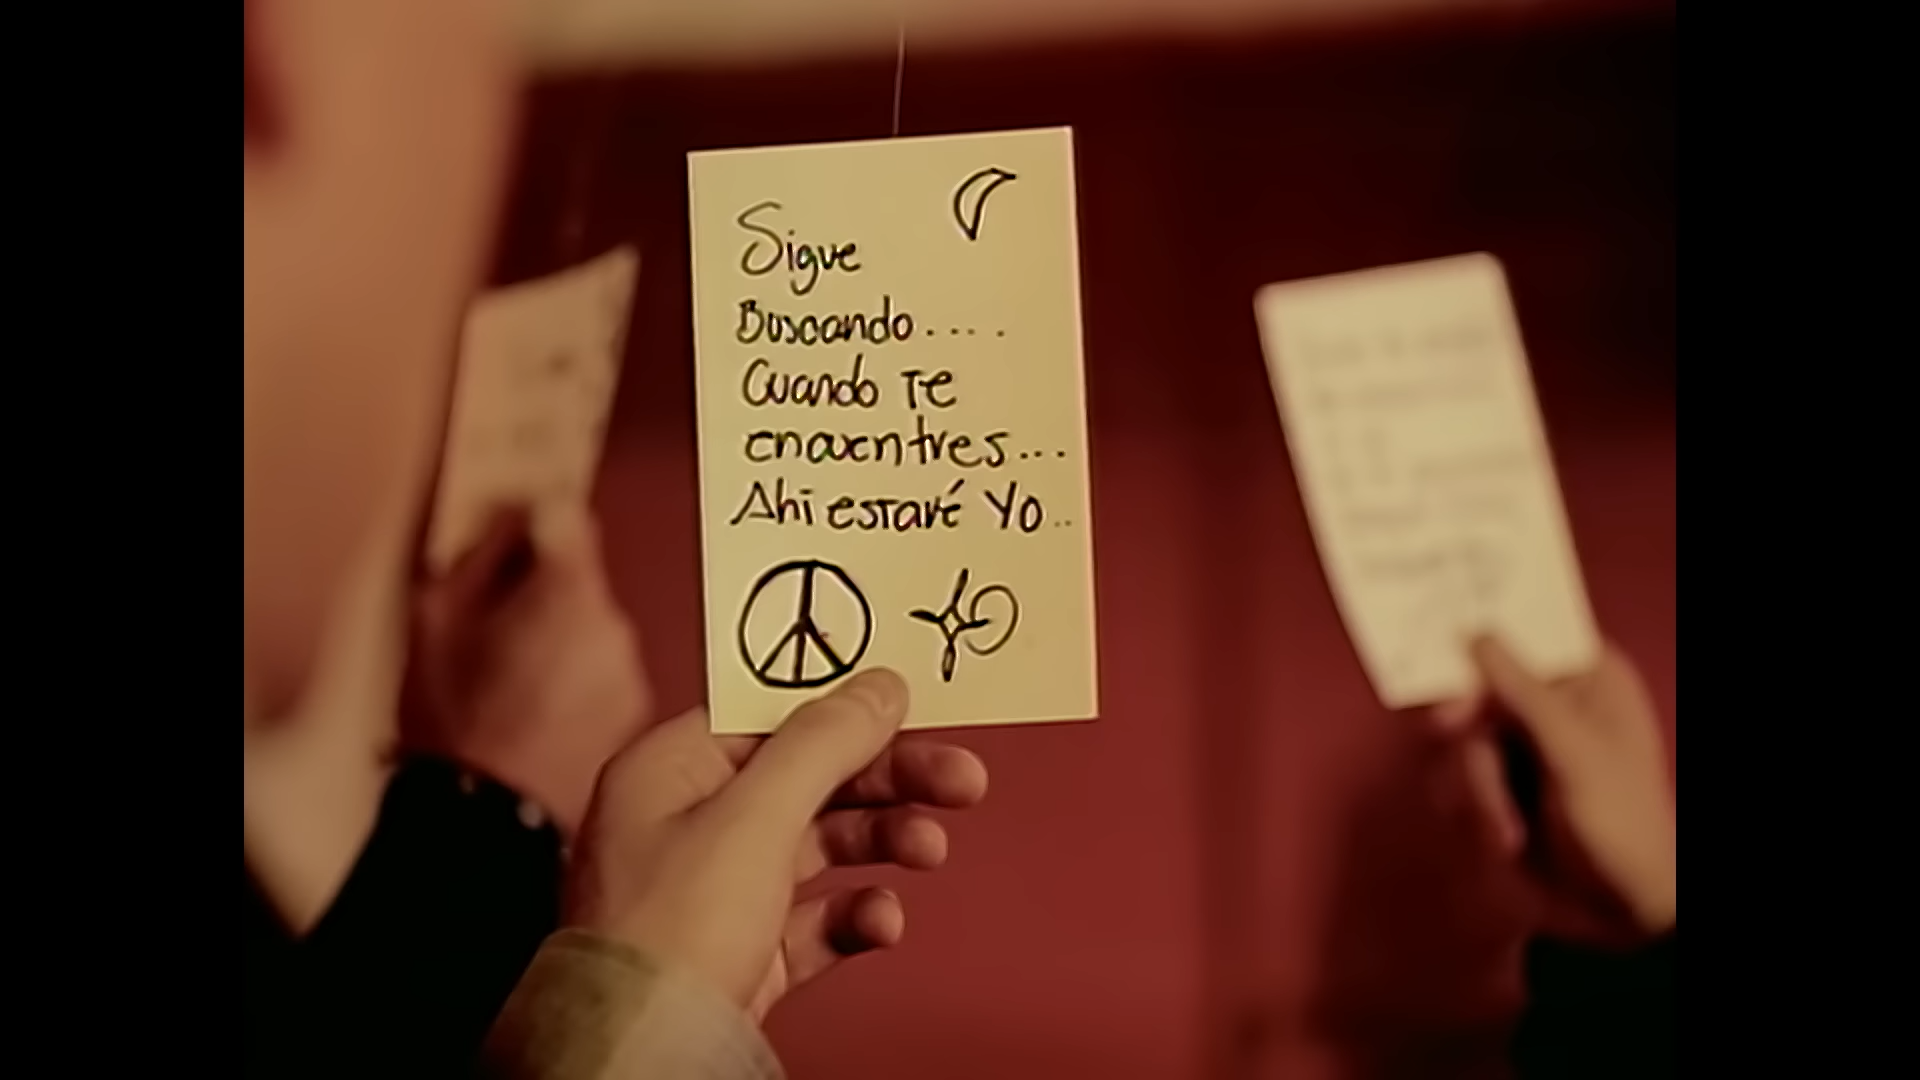 Sigue
Buscando....
Cuando Te
encuentres...
Ahi estaré Yo..